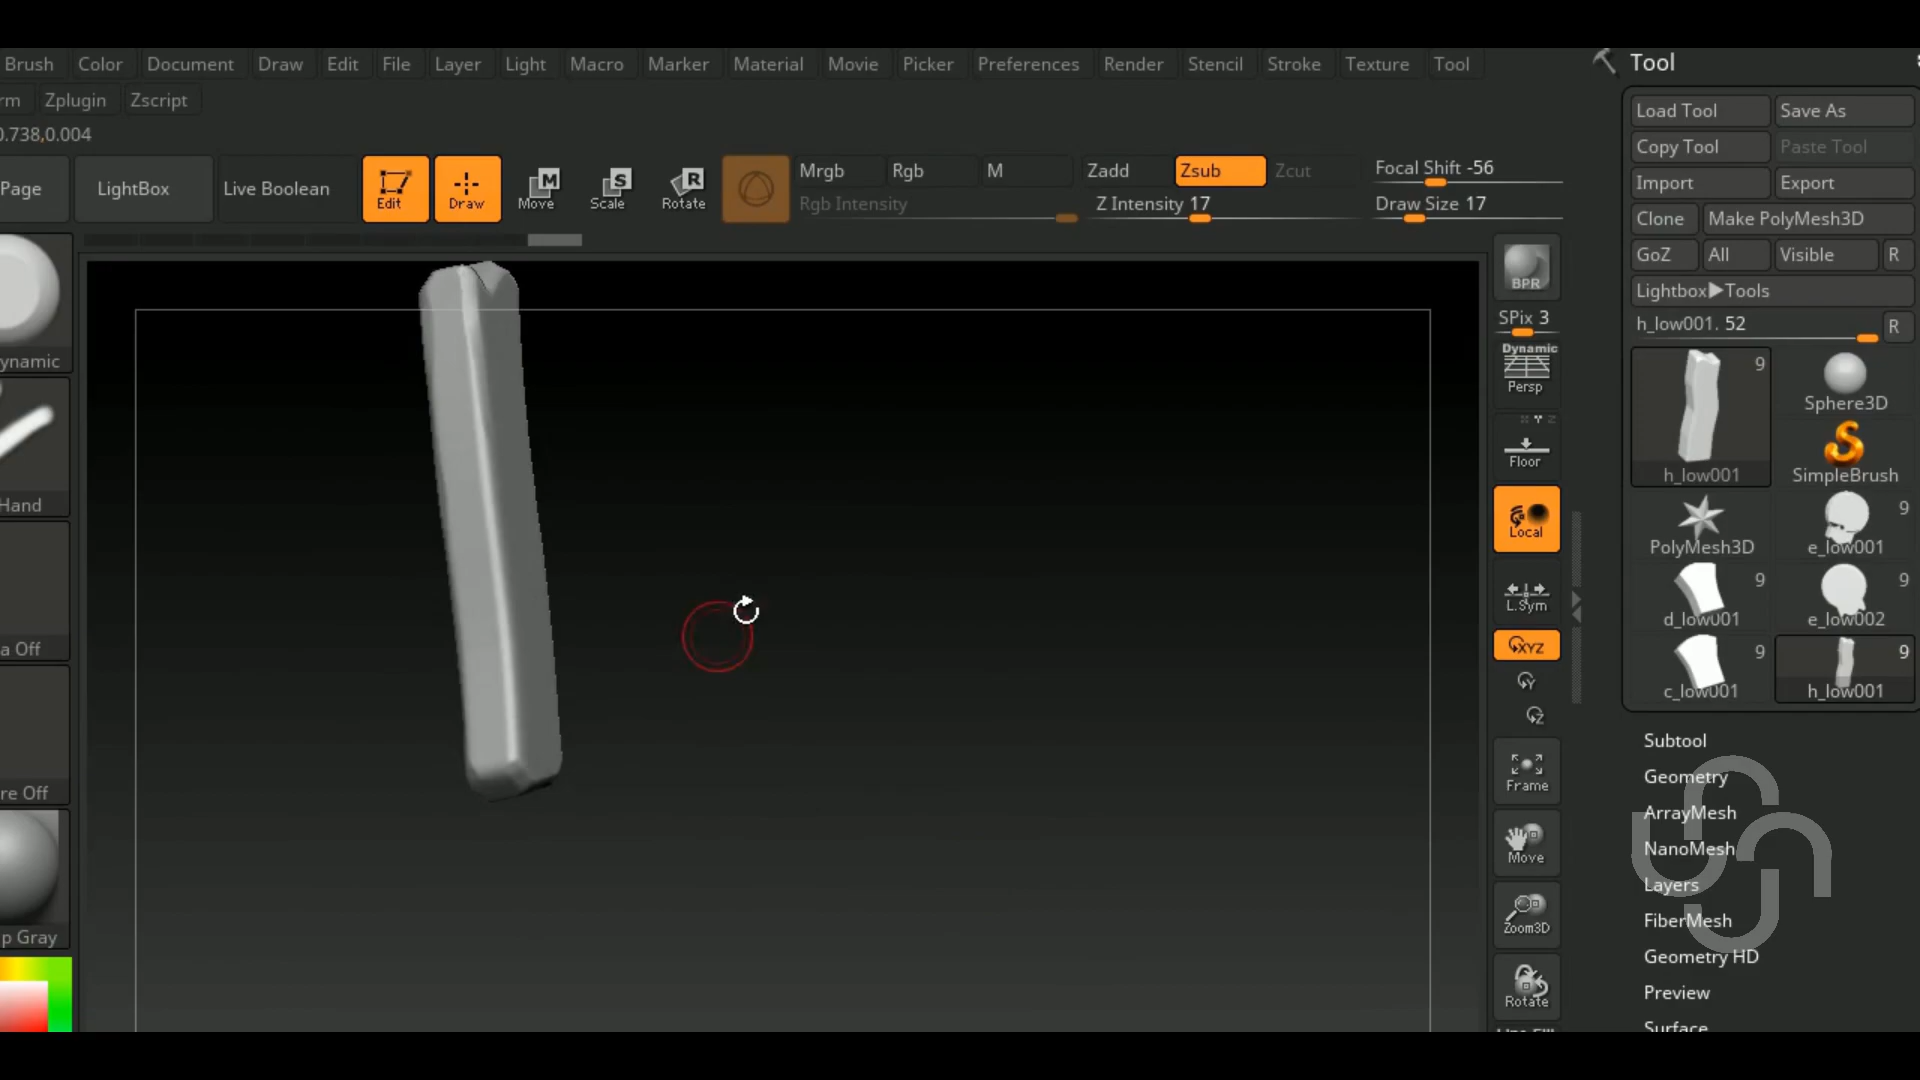 Brush Color Document Draw Edit File Layer Light Macro Marker Material Movie Picker Preferences Render Stencil Stroke Texture Tool
rm Zplugin Zscript
0.738,0.004
Page LightBox Live Boolean Edit Draw Move Scale Rotate
M S R
Mrgb Rgb M Zadd Zsub Zcut Focal Shift -56
Rgb Intensity Z Intensity 17 Draw Size 17
ynamic
Hand
a Off
re Off
p Gray
BPR
SPix 3
Dynamic
Persp
Floor
Local
L.Sym
XYZ
Y
Z
Frame
Move
Zoom3D
Rotate
Tool
Load Tool Save As
Copy Tool Paste Tool
Import Export
Clone Make PolyMesh3D
GoZ All Visible R
Lightbox▶Tools
h_low001. 52 R
9
h_low001 Sphere3D
SimpleBrush
9
PolyMesh3D e_low001
9 9
d_low001 e_low002
9 9
c_low001 h_low001
Subtool
Geometry
ArrayMesh
NanoMesh
Layers
FiberMesh
Geometry HD
Preview
Surface